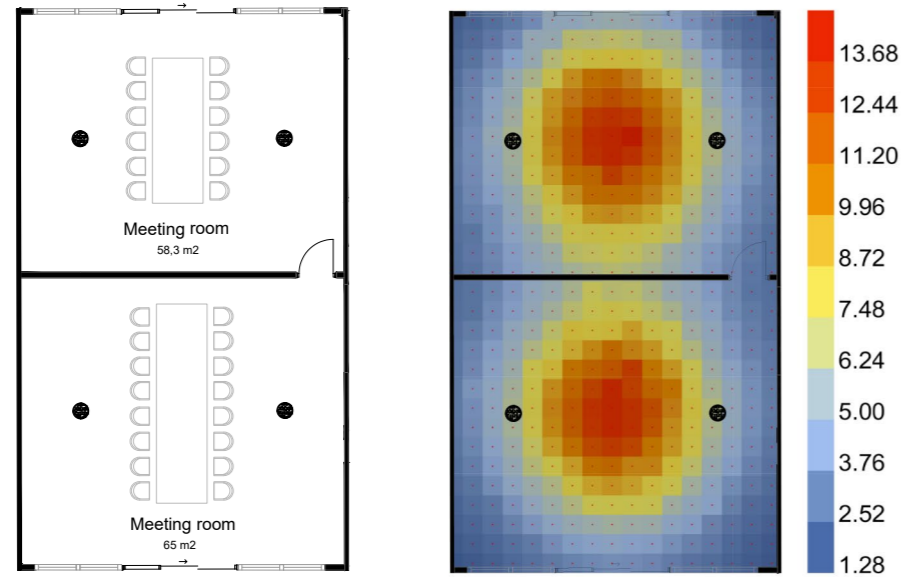 Meeting room
58,3 m2
Meeting room
65 m2
13.68
12.44
11.20
9.96
8.72
7.48
6.24
5.00
3.76
2.52
1.28